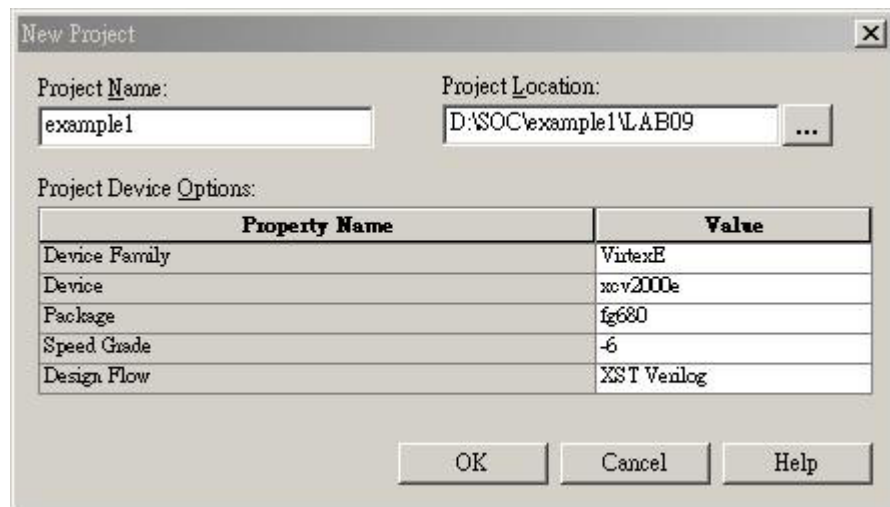 New Project
Project Name:
Project Location:
example1
D:\SOC\example1\LAB09
...
Project Device Options:
Property Name
Value
Device Family
VirtexE
Device
xcv2000e
Package
fg680
Speed Grade
-6
Design Flow
XST Verilog
OK
Cancel
Help